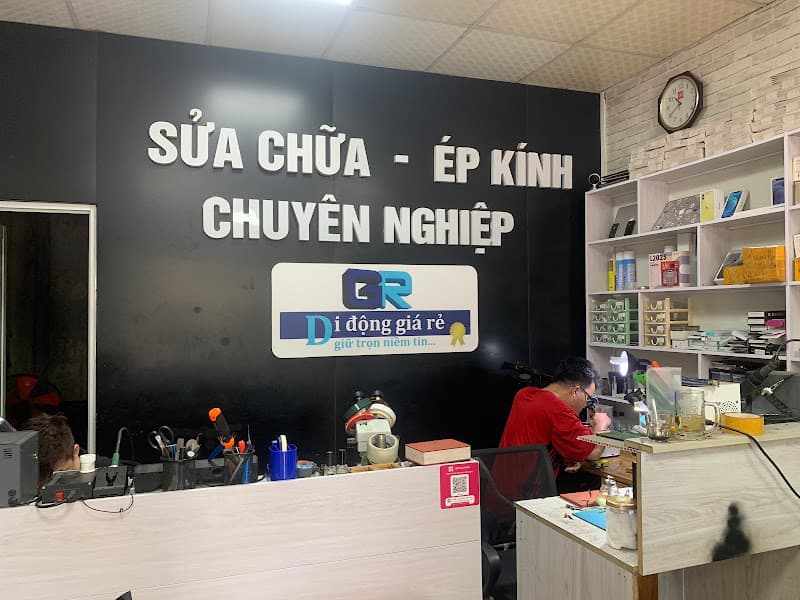 SỬA CHỮA - ÉP KÍNH
CHUYÊN NGHIỆP
GR
Di động giá rẻ
giữ trọn niềm tin...